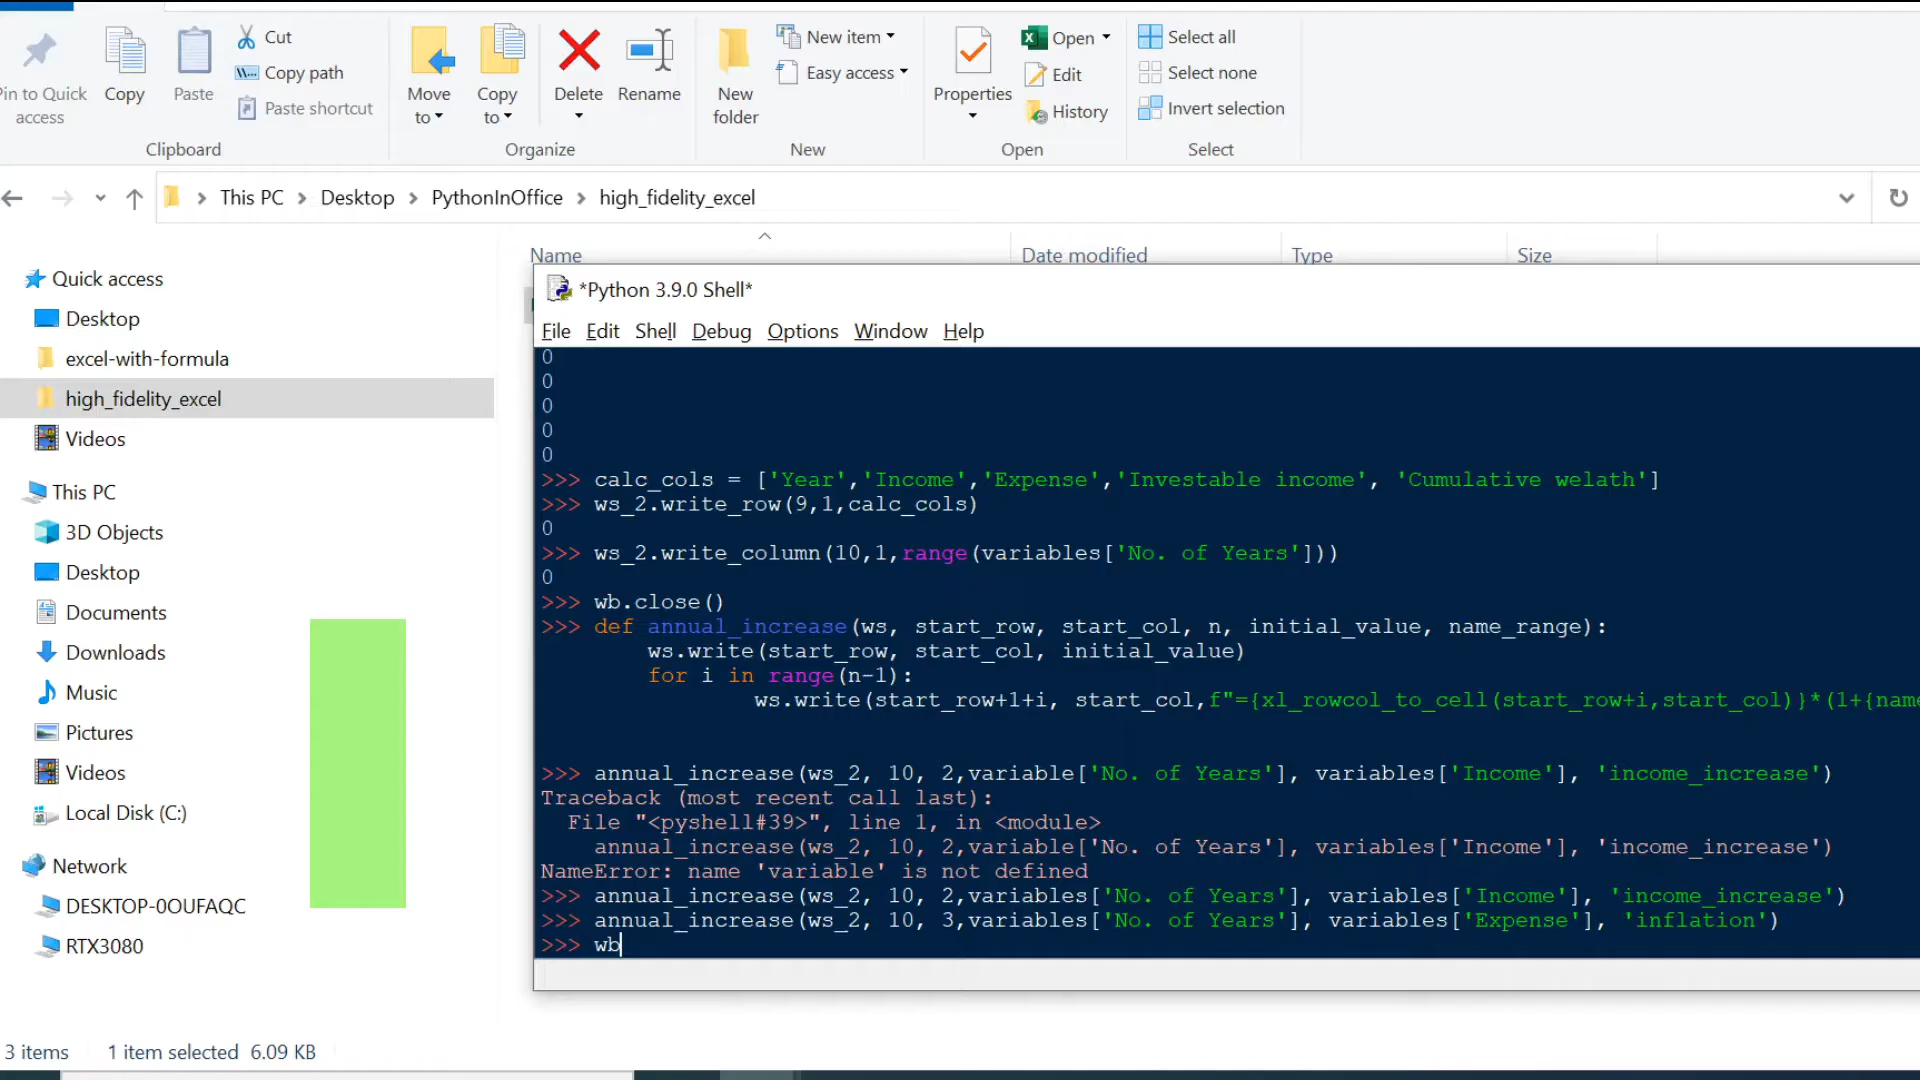 Pin to Quick access
Copy
Paste
Cut
Copy path
Paste shortcut
Clipboard
Move to
Copy to
Delete
Rename
Organize
New folder
New item
Easy access
New
Properties
Open
Edit
History
Open
Select all
Select none
Invert selection
Select
This PC > Desktop > PythonInOffice > high_fidelity_excel
Quick access
Desktop
excel-with-formula
high_fidelity_excel
Videos
This PC
3D Objects
Desktop
Documents
Downloads
Music
Pictures
Videos
Local Disk (C:)
Network
DESKTOP-0OUFAQC
RTX3080
Name Date modified Type Size
*Python 3.9.0 Shell*
File Edit Shell Debug Options Window Help
0
0
0
0
0
>>> calc_cols = ['Year','Income','Expense','Investable income', 'Cumulative welath']
>>> ws_2.write_row(9,1,calc_cols)
0
>>> ws_2.write_column(10,1,range(variables['No. of Years']))
0
>>> wb.close()
>>> def annual_increase(ws, start_row, start_col, n, initial_value, name_range):
ws.write(start_row, start_col, initial_value)
for i in range(n-1):
ws.write(start_row+1+i, start_col,f"={xl_rowcol_to_cell(start_row+i,start_col)}*(1+{name
>>> annual_increase(ws_2, 10, 2,variable['No. of Years'], variables['Income'], 'income_increase')
Traceback (most recent call last):
File "<pyshell#39>", line 1, in <module>
annual_increase(ws_2, 10, 2,variable['No. of Years'], variables['Income'], 'income_increase')
NameError: name 'variable' is not defined
>>> annual_increase(ws_2, 10, 2,variables['No. of Years'], variables['Income'], 'income_increase')
>>> annual_increase(ws_2, 10, 3,variables['No. of Years'], variables['Expense'], 'inflation')
>>> wb
3 items 1 item selected 6.09 KB